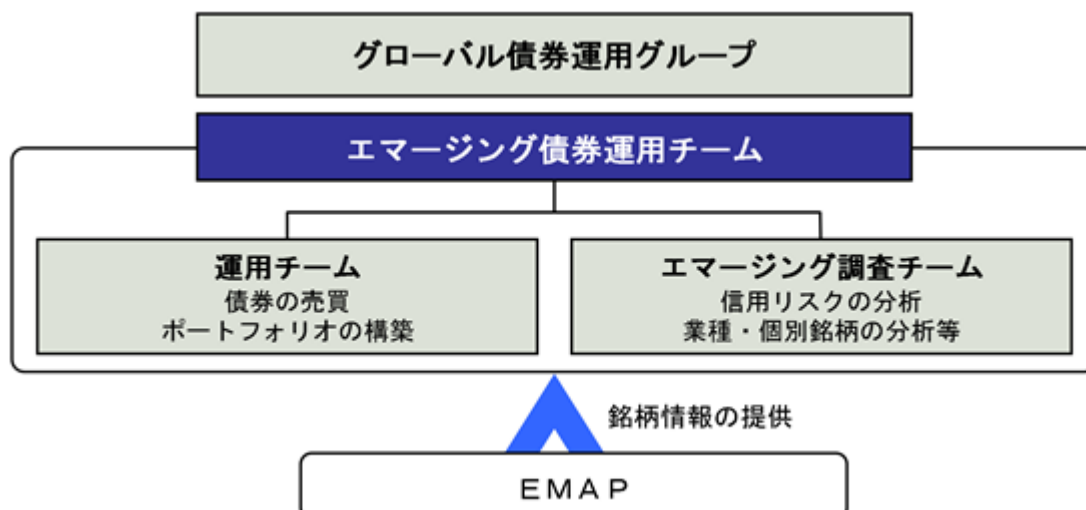 グローバル債券運用グループ
エマージング債券運用チーム
運用チーム
債券の売買
ポートフォリオの構築
エマージング調査チーム
信用リスクの分析
業種・個別銘柄の分析等
銘柄情報の提供
ＥＭＡＰ